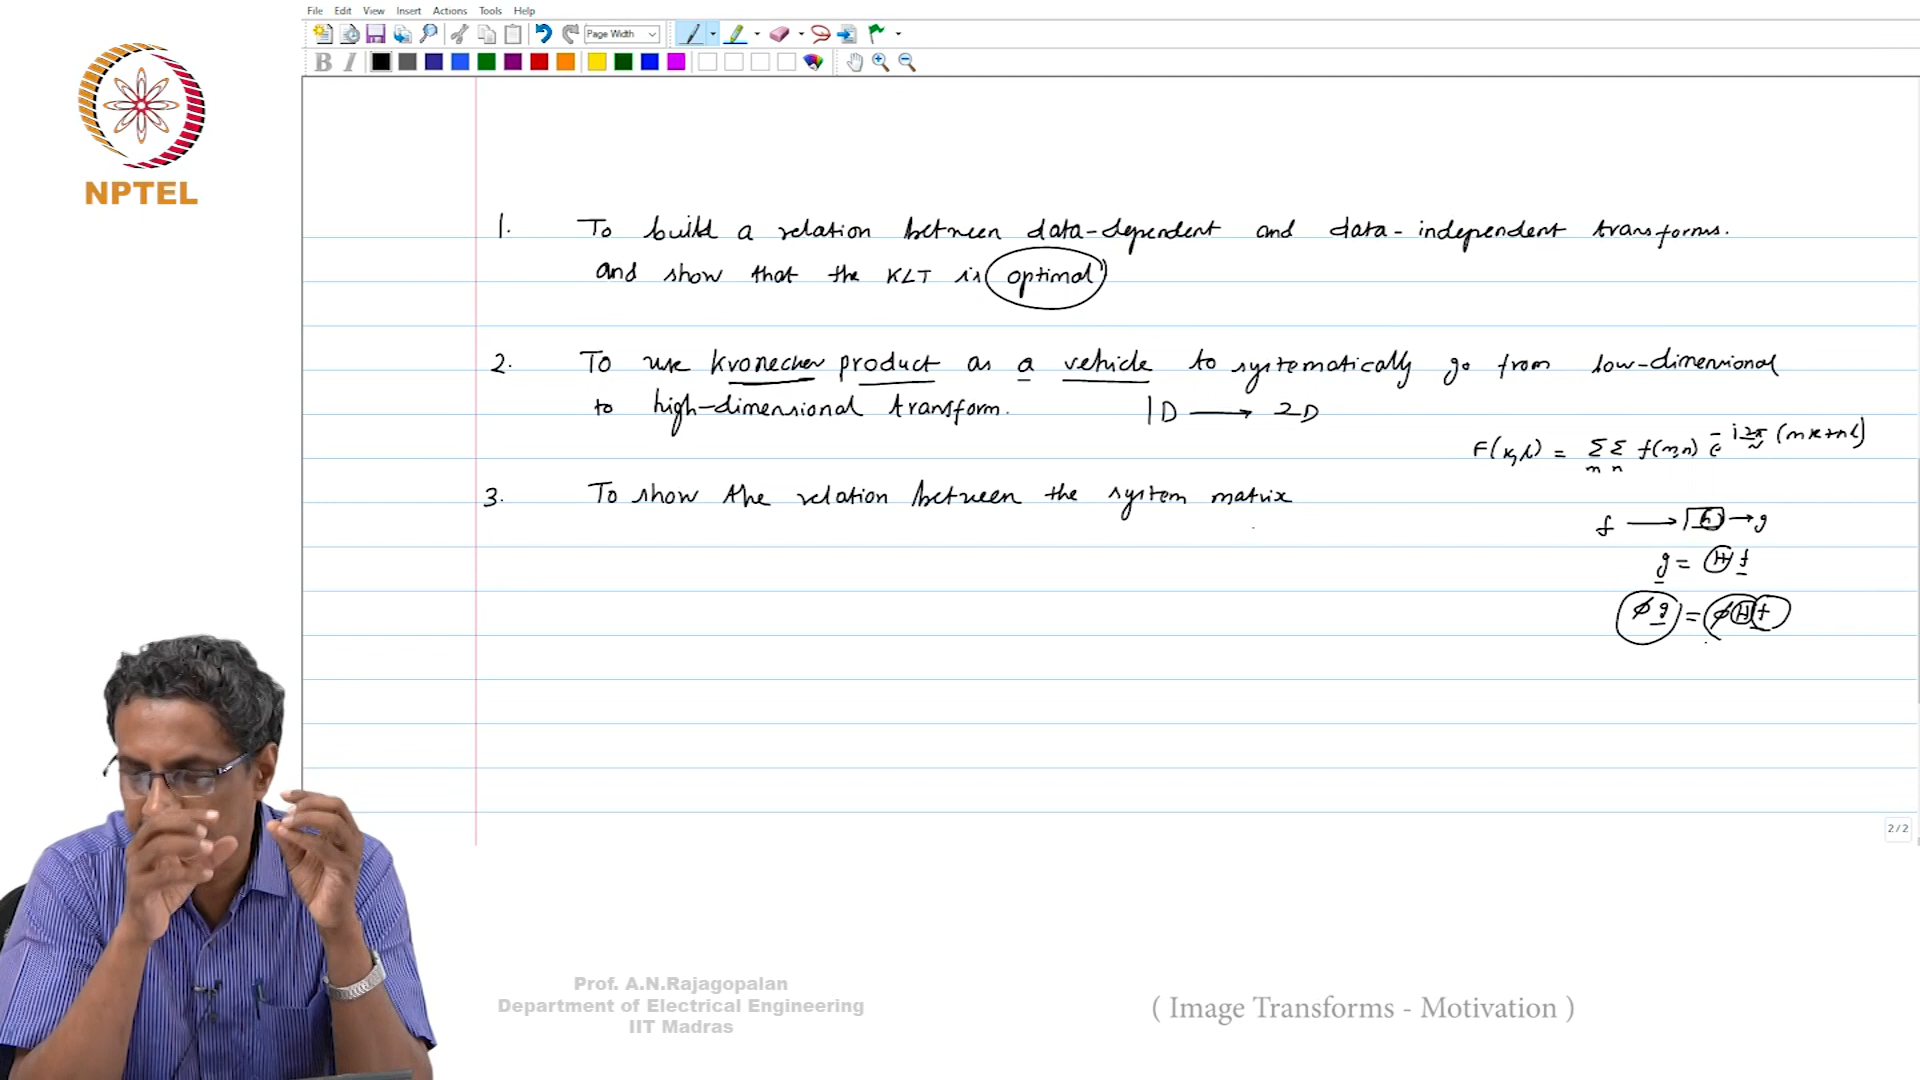 File Edit View Insert Actions Tools Help
Page Width
B I
NPTEL
1. To build a relation between data-dependent and data-independent transforms.
and show that the KLT is optimal
2. To use Kronecker product as a vehicle to systematically go from low-dimensional
to high-dimensional transform. 1D → 2D
F(k,l) = Σ Σ f(m,n) e^{-i 2π/N (mk+nl)}
m n
3. To show the relation between the system matrix
f → h → g
g = H f
φ g = φ H f
2/2
Prof. A.N.Rajagopalan
Department of Electrical Engineering
IIT Madras
( Image Transforms - Motivation )